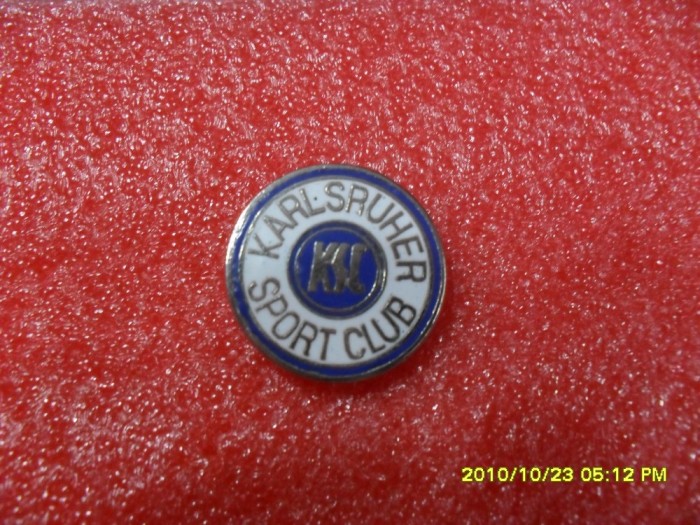 KARLSRUHER
KSC
SPORT CLUB
2010/10/23 05:12 PM